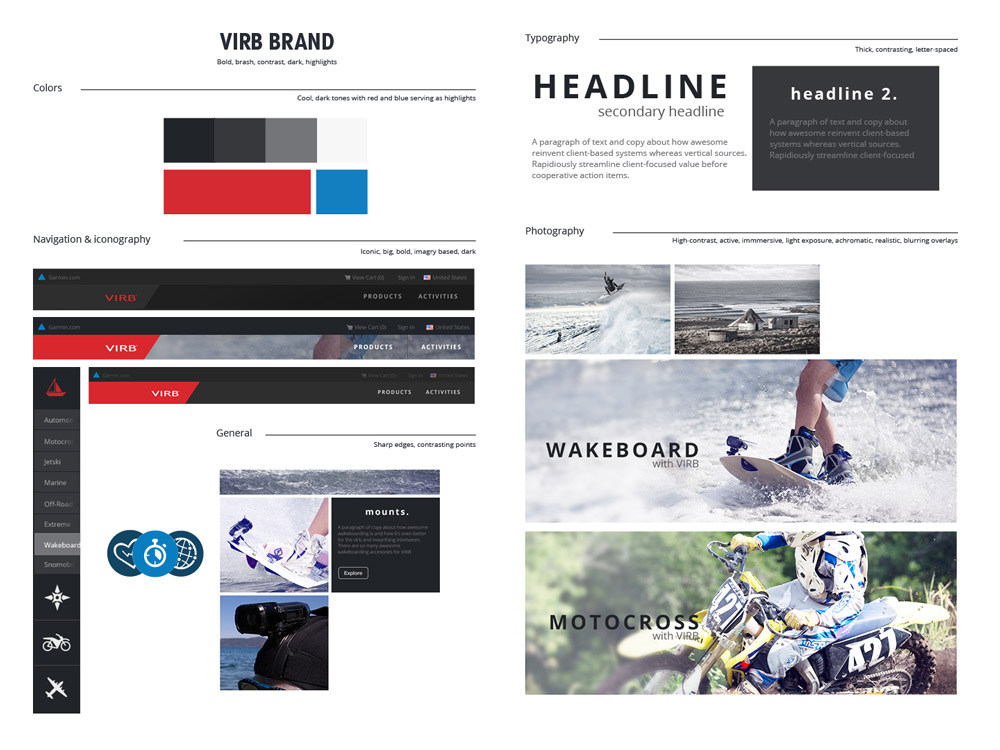 VIRB BRAND
Bold, brash, contrast, dark, highlights
Colors
Cool, dark tones with red and blue serving as highlights
Navigation & iconography
Iconic, big, bold, imagry based, dark
Garmin.com
View Cart (0) Sign In United States
VIRB
PRODUCTS ACTIVITIES
Garmin.com
View Cart (0) Sign In United States
VIRB
PRODUCTS ACTIVITIES
Garmin.com
View Cart (0) Sign In United States
VIRB
PRODUCTS ACTIVITIES
Automo
Motocros
Jetski
Marine
Off-Road
Extreme
Wakeboard
Snomob
General
Sharp edges, contrasting points
mounts.
A paragraph of copy about how awesome
wakeboarding is and how it's even better
for the virb and everything inbetween.
There are so many awesome
wakeboarding accesories for VIRB
Explore
Typography
Thick, contrasting, letter-spaced
HEADLINE
secondary headline
A paragraph of text and copy about how awesome
reinvent client-based systems whereas vertical sources.
Rapidiously streamline client-focused value before
cooperative action items.
headline 2.
A paragraph of text and copy about
how awesome reinvent client-based
systems whereas vertical sources.
Rapidiously streamline client-focused
Photography
High-contrast, active, immmersive, light exposure, achromatic, realistic, blurring overlays
WAKEBOARD
with VIRB
MOTOCROSS
with VIRB
427
427